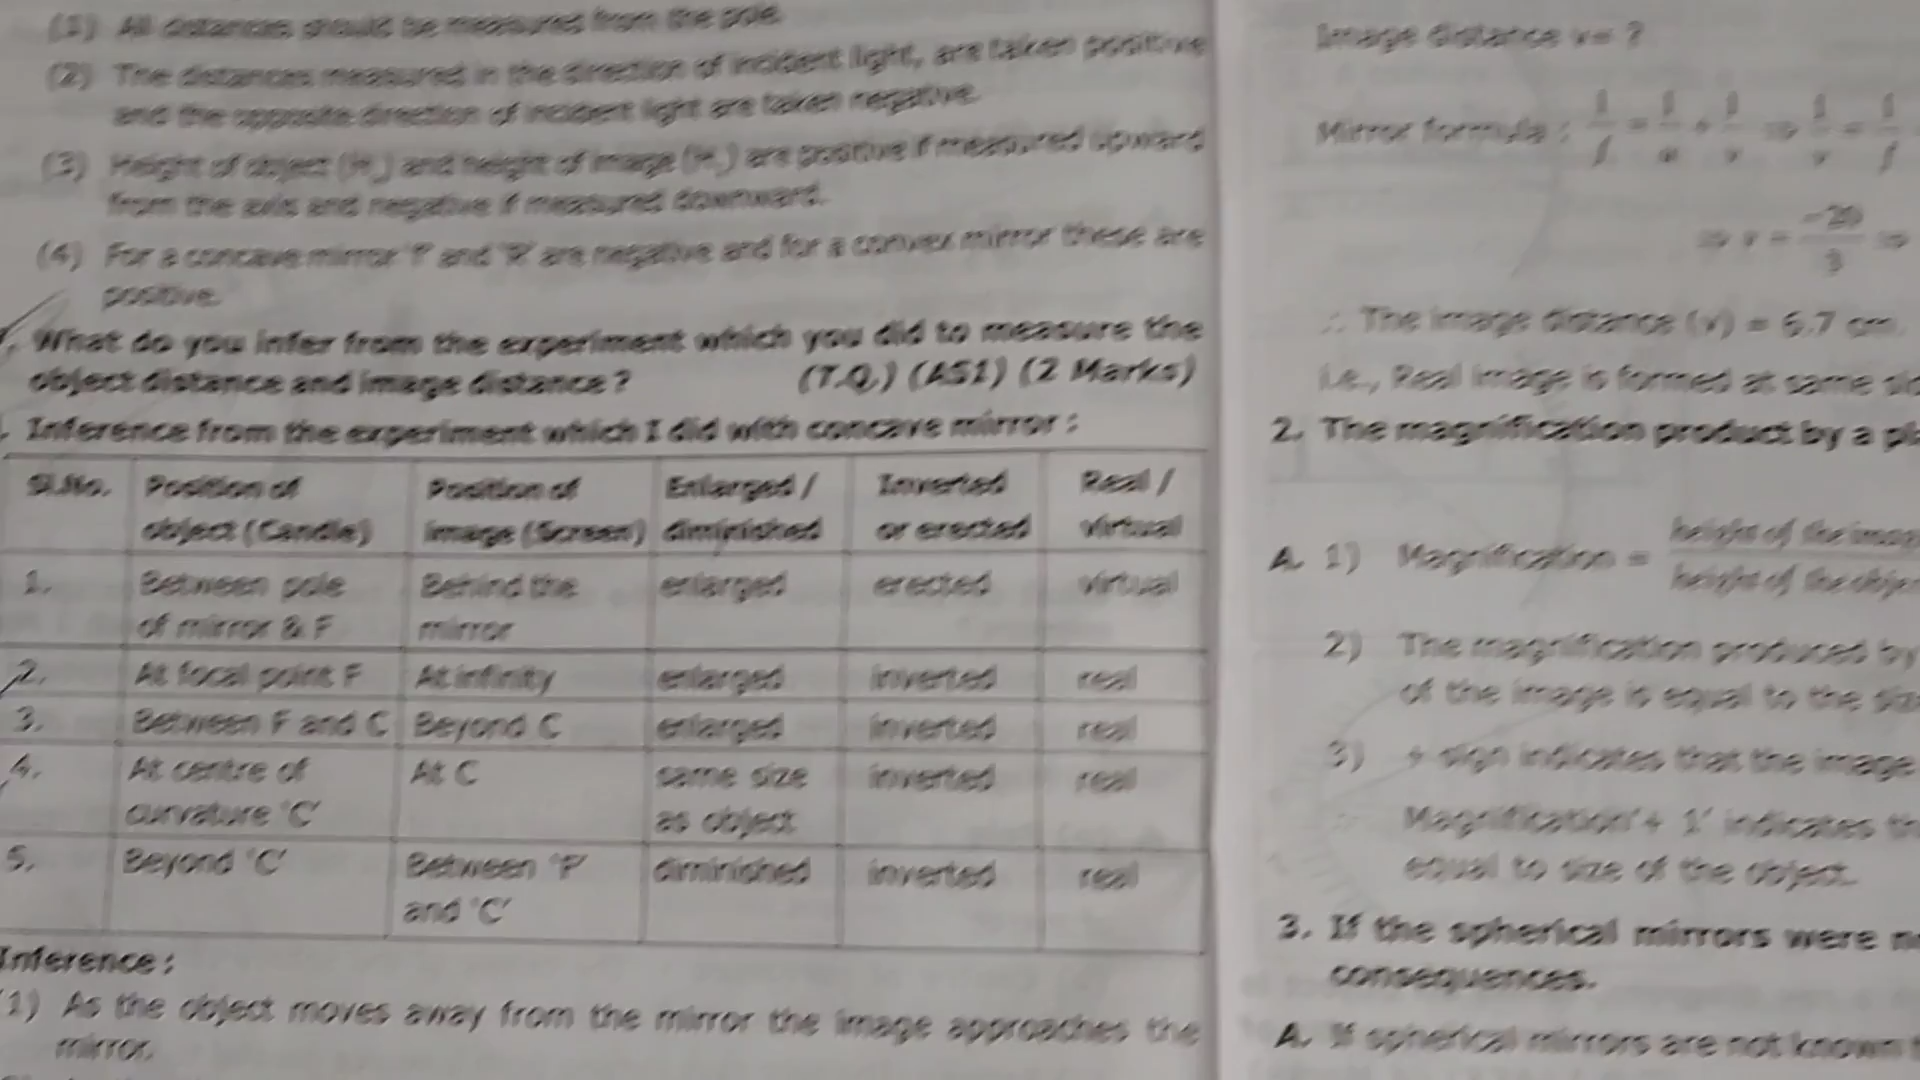 (1) All distances should be measured from the pole.
(2) The distances measured in the direction of incident light, are taken positive
and the opposite direction of incident light are taken negative.
(3) Height of object (H) and height of image (H) are positive if measured upward
from the axis and negative if measured downward.
(4) For a concave mirror 'f' and 'R' are negative and for a convex mirror these are
positive.
What do you infer from the experiment which you did to measure the
object distance and image distance? (T.Q.) (AS1) (2 Marks)
Inference from the experiment which I did with concave mirror :
Sl.No. Position of Position of Enlarged / Inverted Real /
object (Candle) image (Screen) diminished or erected virtual
1. Between pole Behind the enlarged erected virtual
of mirror & F mirror
2. At focal point F At infinity enlarged inverted real
3. Between F and C Beyond C enlarged inverted real
4. At centre of At C same size inverted real
curvature 'C' as object
5. Beyond 'C' Between 'F' diminished inverted real
and 'C'
Inference :
(1) As the object moves away from the mirror the image approaches the
mirror.
Image distance v = ?
Mirror formula : 1/f = 1/u + 1/v ⇒ 1/v = 1/f
⇒ v = -20/3 ⇒
∴ The image distance (v) = 6.7 cm.
i.e., Real image is formed at same
2. The magnification product by a
A. 1) Magnification = height of the image / height of the
2) The magnification produced by
of the image is equal to the
3) + sign indicates that the image
Magnification '+ 1' indicates
equal to size of the object.
3. If the spherical mirrors were
consequences.
A. If spherical mirrors are not known